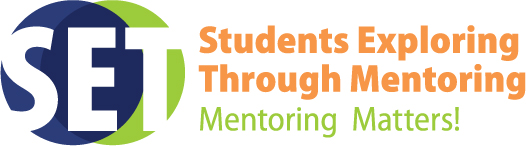 SET
Students Exploring
Through Mentoring
Mentoring Matters!